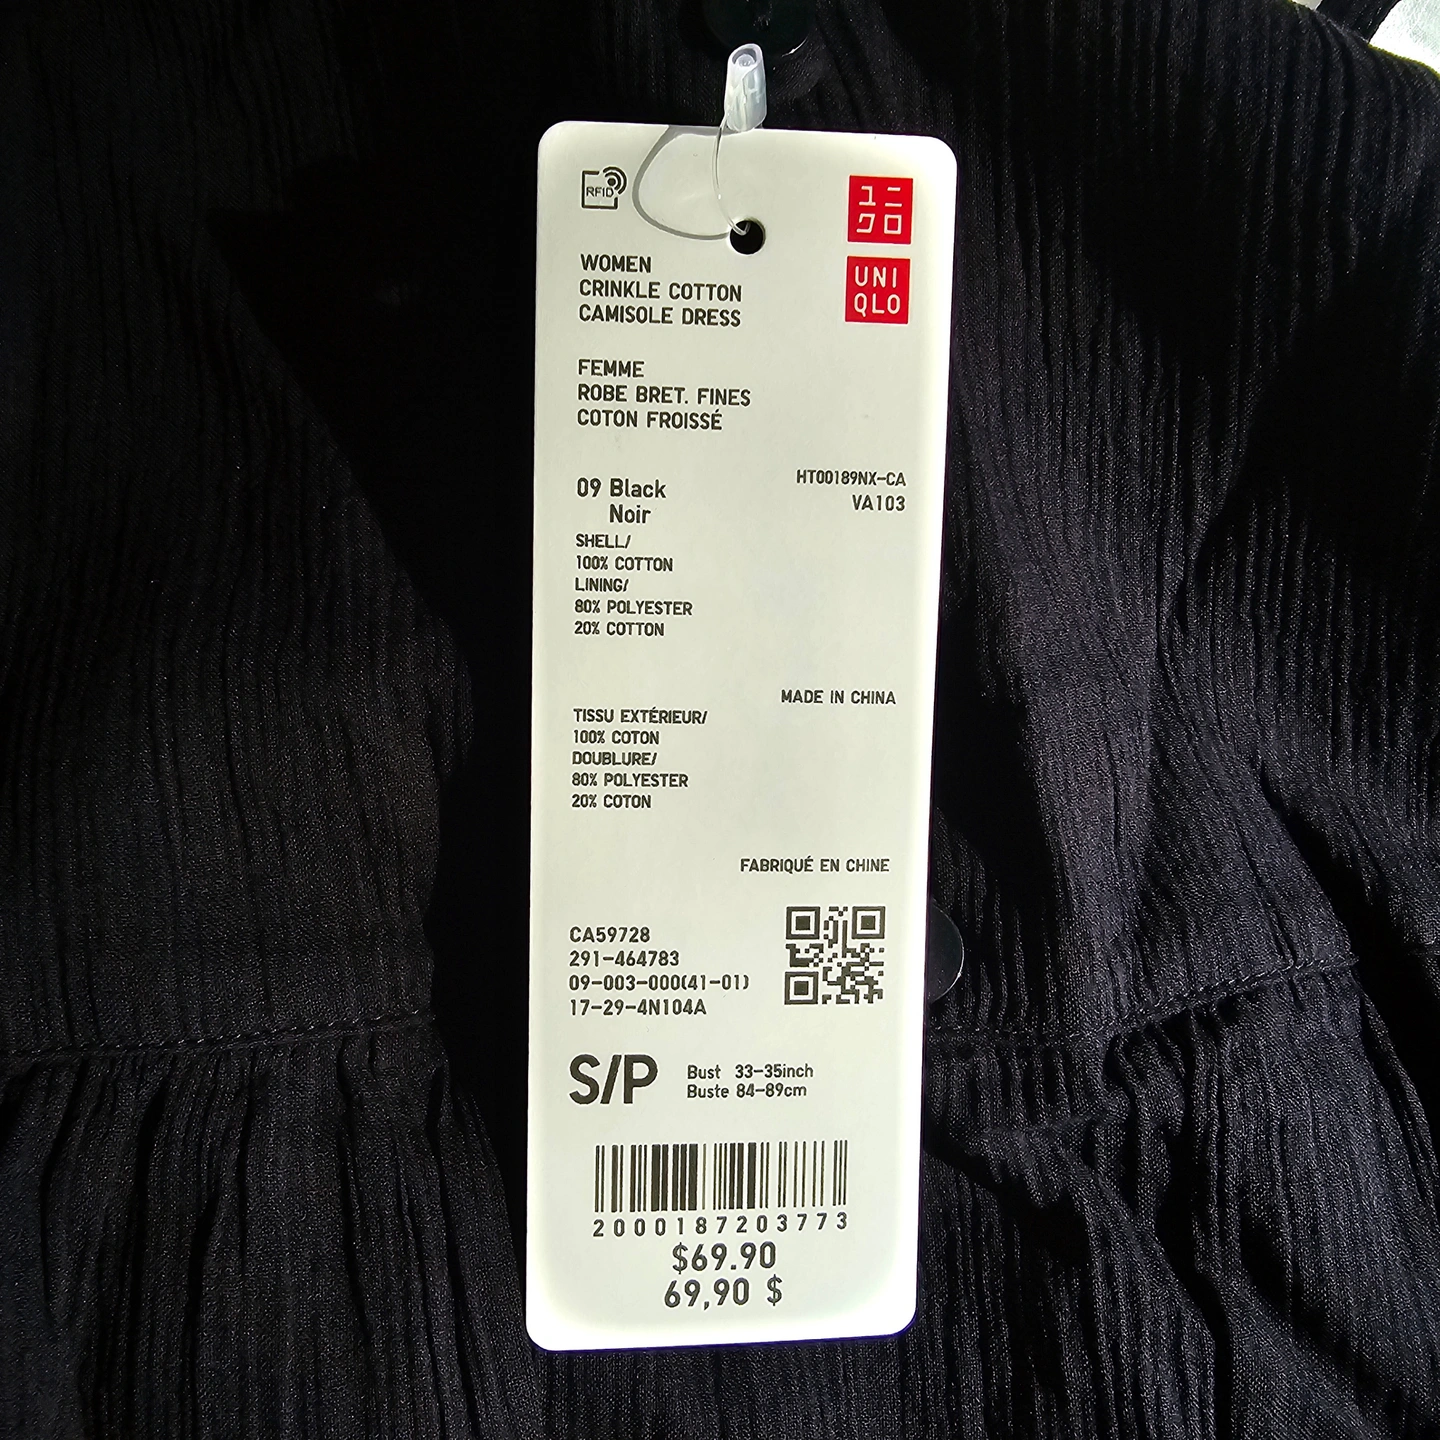 RFID
ユニ
クロ
UNI
QLO
WOMEN
CRINKLE COTTON
CAMISOLE DRESS
FEMME
ROBE BRET. FINES
COTON FROISSÉ
09 Black
Noir
HT00189NX-CA
VA103
SHELL/
100% COTTON
LINING/
80% POLYESTER
20% COTTON
MADE IN CHINA
TISSU EXTÉRIEUR/
100% COTON
DOUBLURE/
80% POLYESTER
20% COTON
FABRIQUÉ EN CHINE
CA59728
291-464783
09-003-000(41-01)
17-29-4N104A
S/P
Bust 33-35inch
Buste 84-89cm
2000187203773
$69.90
69,90 $